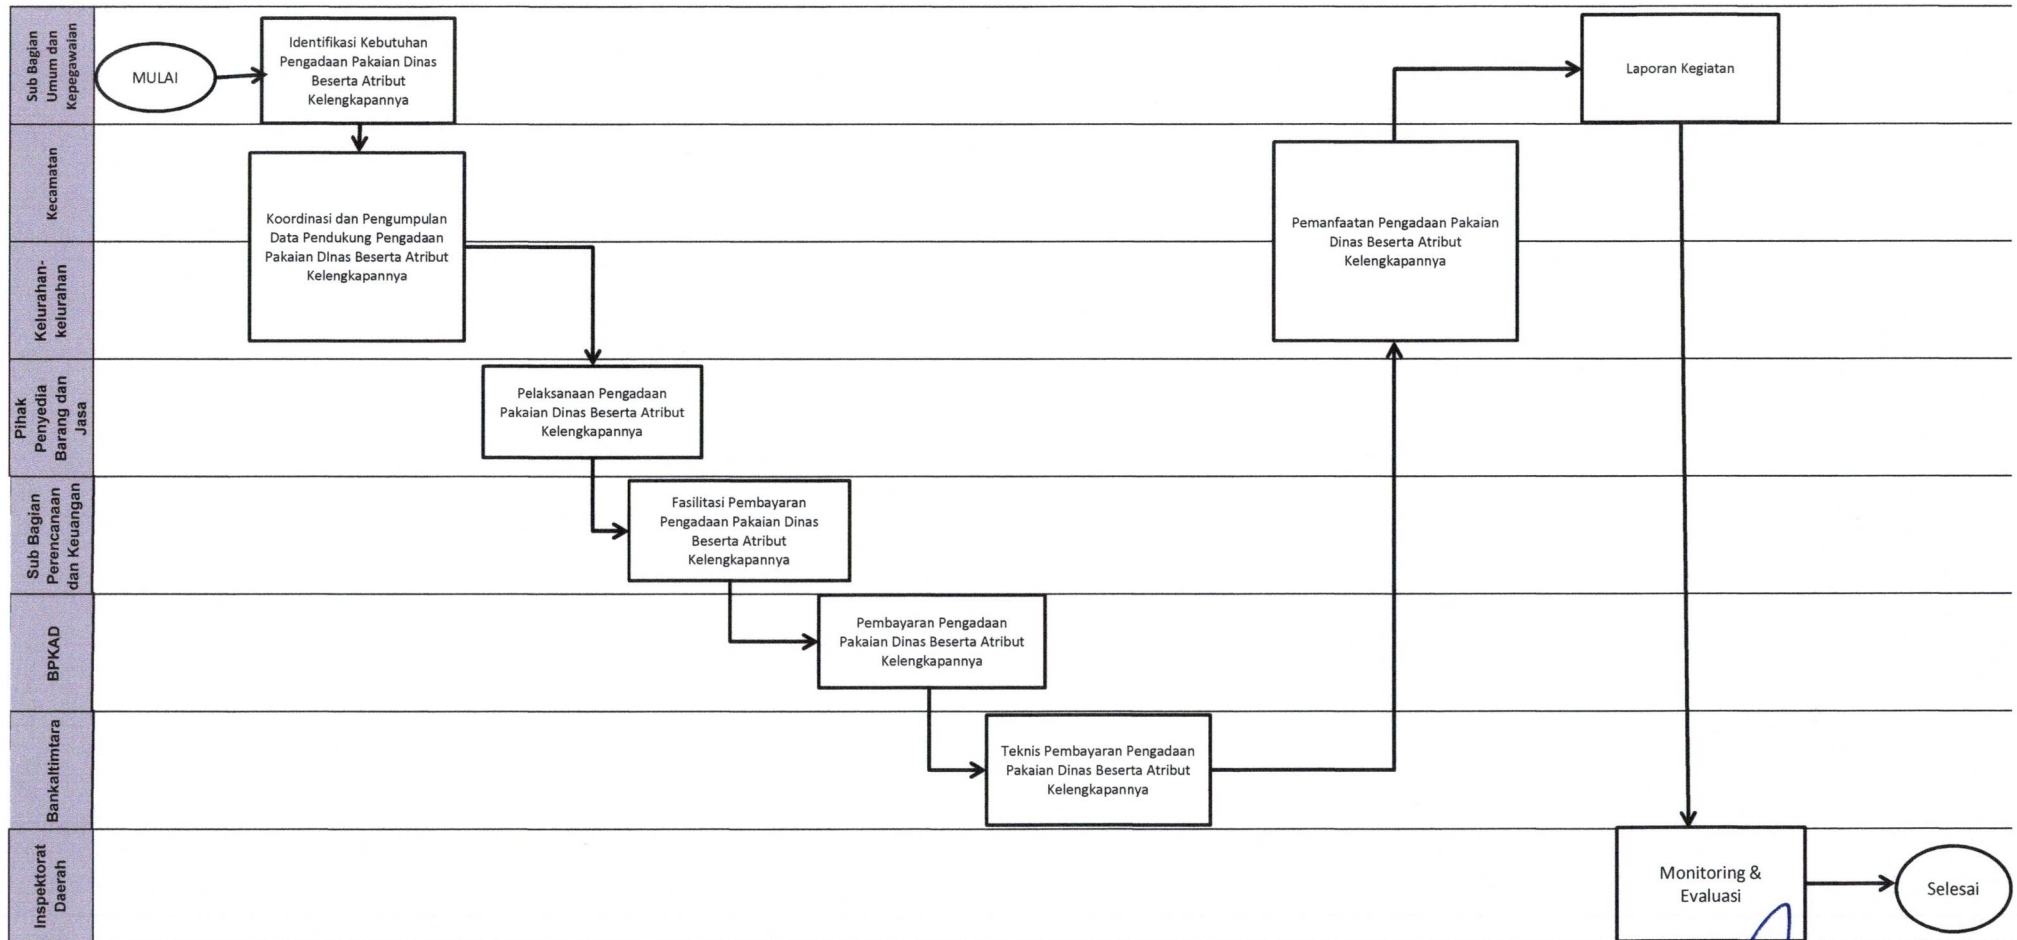 Sub Bagian
Umum dan
Kepegawaian
MULAI
Identifikasi Kebutuhan
Pengadaan Pakaian Dinas
Beserta Atribut
Kelengkapannya
Laporan Kegiatan
Kecamatan
Kelurahan-
kelurahan
Koordinasi dan Pengumpulan
Data Pendukung Pengadaan
Pakaian DInas Beserta Atribut
Kelengkapannya
Pemanfaatan Pengadaan Pakaian
Dinas Beserta Atribut
Kelengkapannya
Pihak
Penyedia
Barang dan
Jasa
Pelaksanaan Pengadaan
Pakaian Dinas Beserta Atribut
Kelengkapannya
Sub Bagian
Perencanaan
dan Keuangan
Fasilitasi Pembayaran
Pengadaan Pakaian Dinas
Beserta Atribut
Kelengkapannya
BPKAD
Pembayaran Pengadaan
Pakaian Dinas Beserta Atribut
Kelengkapannya
Bankaltimtara
Teknis Pembayaran Pengadaan
Pakaian Dinas Beserta Atribut
Kelengkapannya
Inspektorat
Daerah
Monitoring &
Evaluasi
Selesai